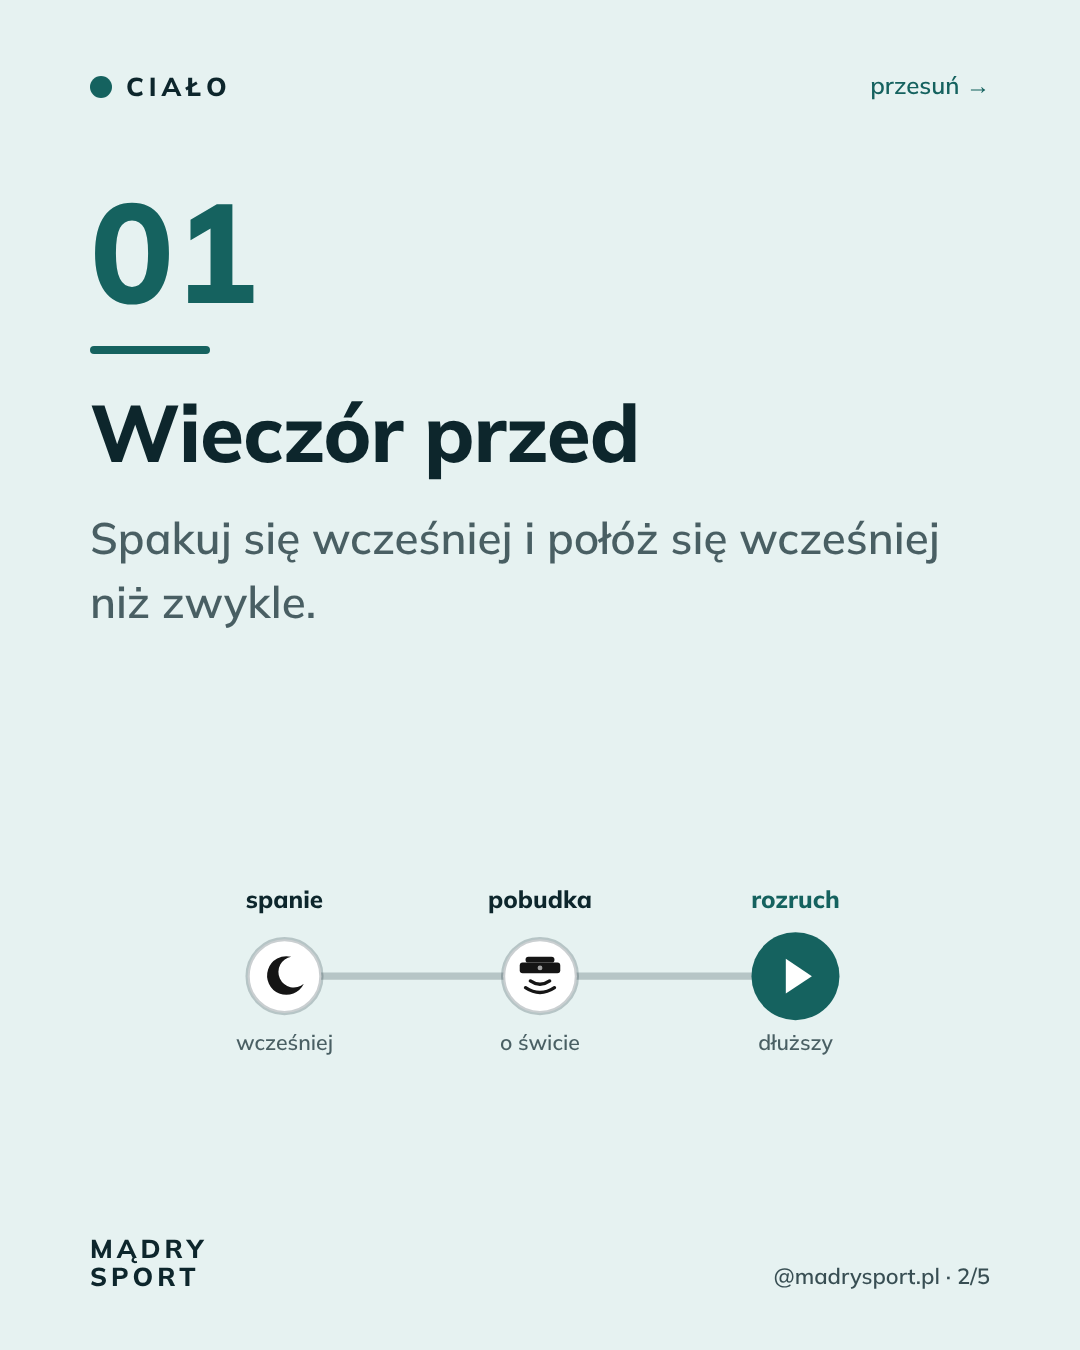 CIAŁO
przesuń →
01
Wieczór przed
Spakuj się wcześniej i połóż się wcześniej
niż zwykle.
spanie
pobudka
rozruch
wcześniej
o świcie
dłuższy
MĄDRY
SPORT
@madrysport.pl · 2/5